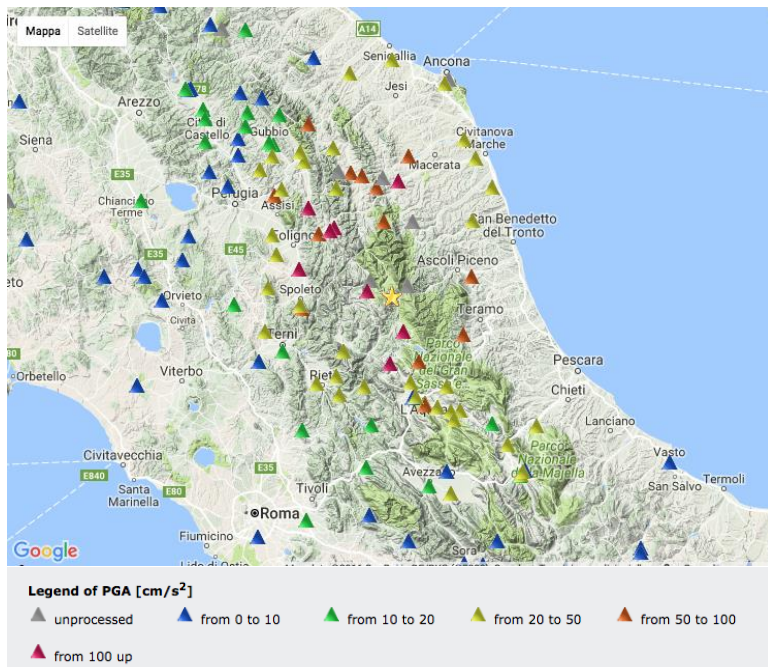 Mappa Satellite
A14
Senigallia
Ancona
Jesi
E78
Arezzo
Città di
Castello
Gubbio
Civitanova
Marche
Siena
Macerata
E35
Perugia
Chianciano
Terme
Assisi
San Benedetto
del Tronto
Foligno
E45
E35
Ascoli Piceno
Orvieto
Spoleto
Civita
Teramo
Terni
Parco
Nazionale
del Gran
Sasso e
Pescara
Orbetello
Viterbo
Rieti
Chieti
L'Aquila
Lanciano
Parco
Nazionale
della Majella
Vasto
Civitavecchia
E840
E35
Avezzano
San Salvo
Termoli
Santa
Marinella
E80
Tivoli
Roma
Fiumicino
Sora
Google
Lido di Ostia
Legend of PGA [cm/s²]
unprocessed from 0 to 10 from 10 to 20 from 20 to 50 from 50 to 100
from 100 up